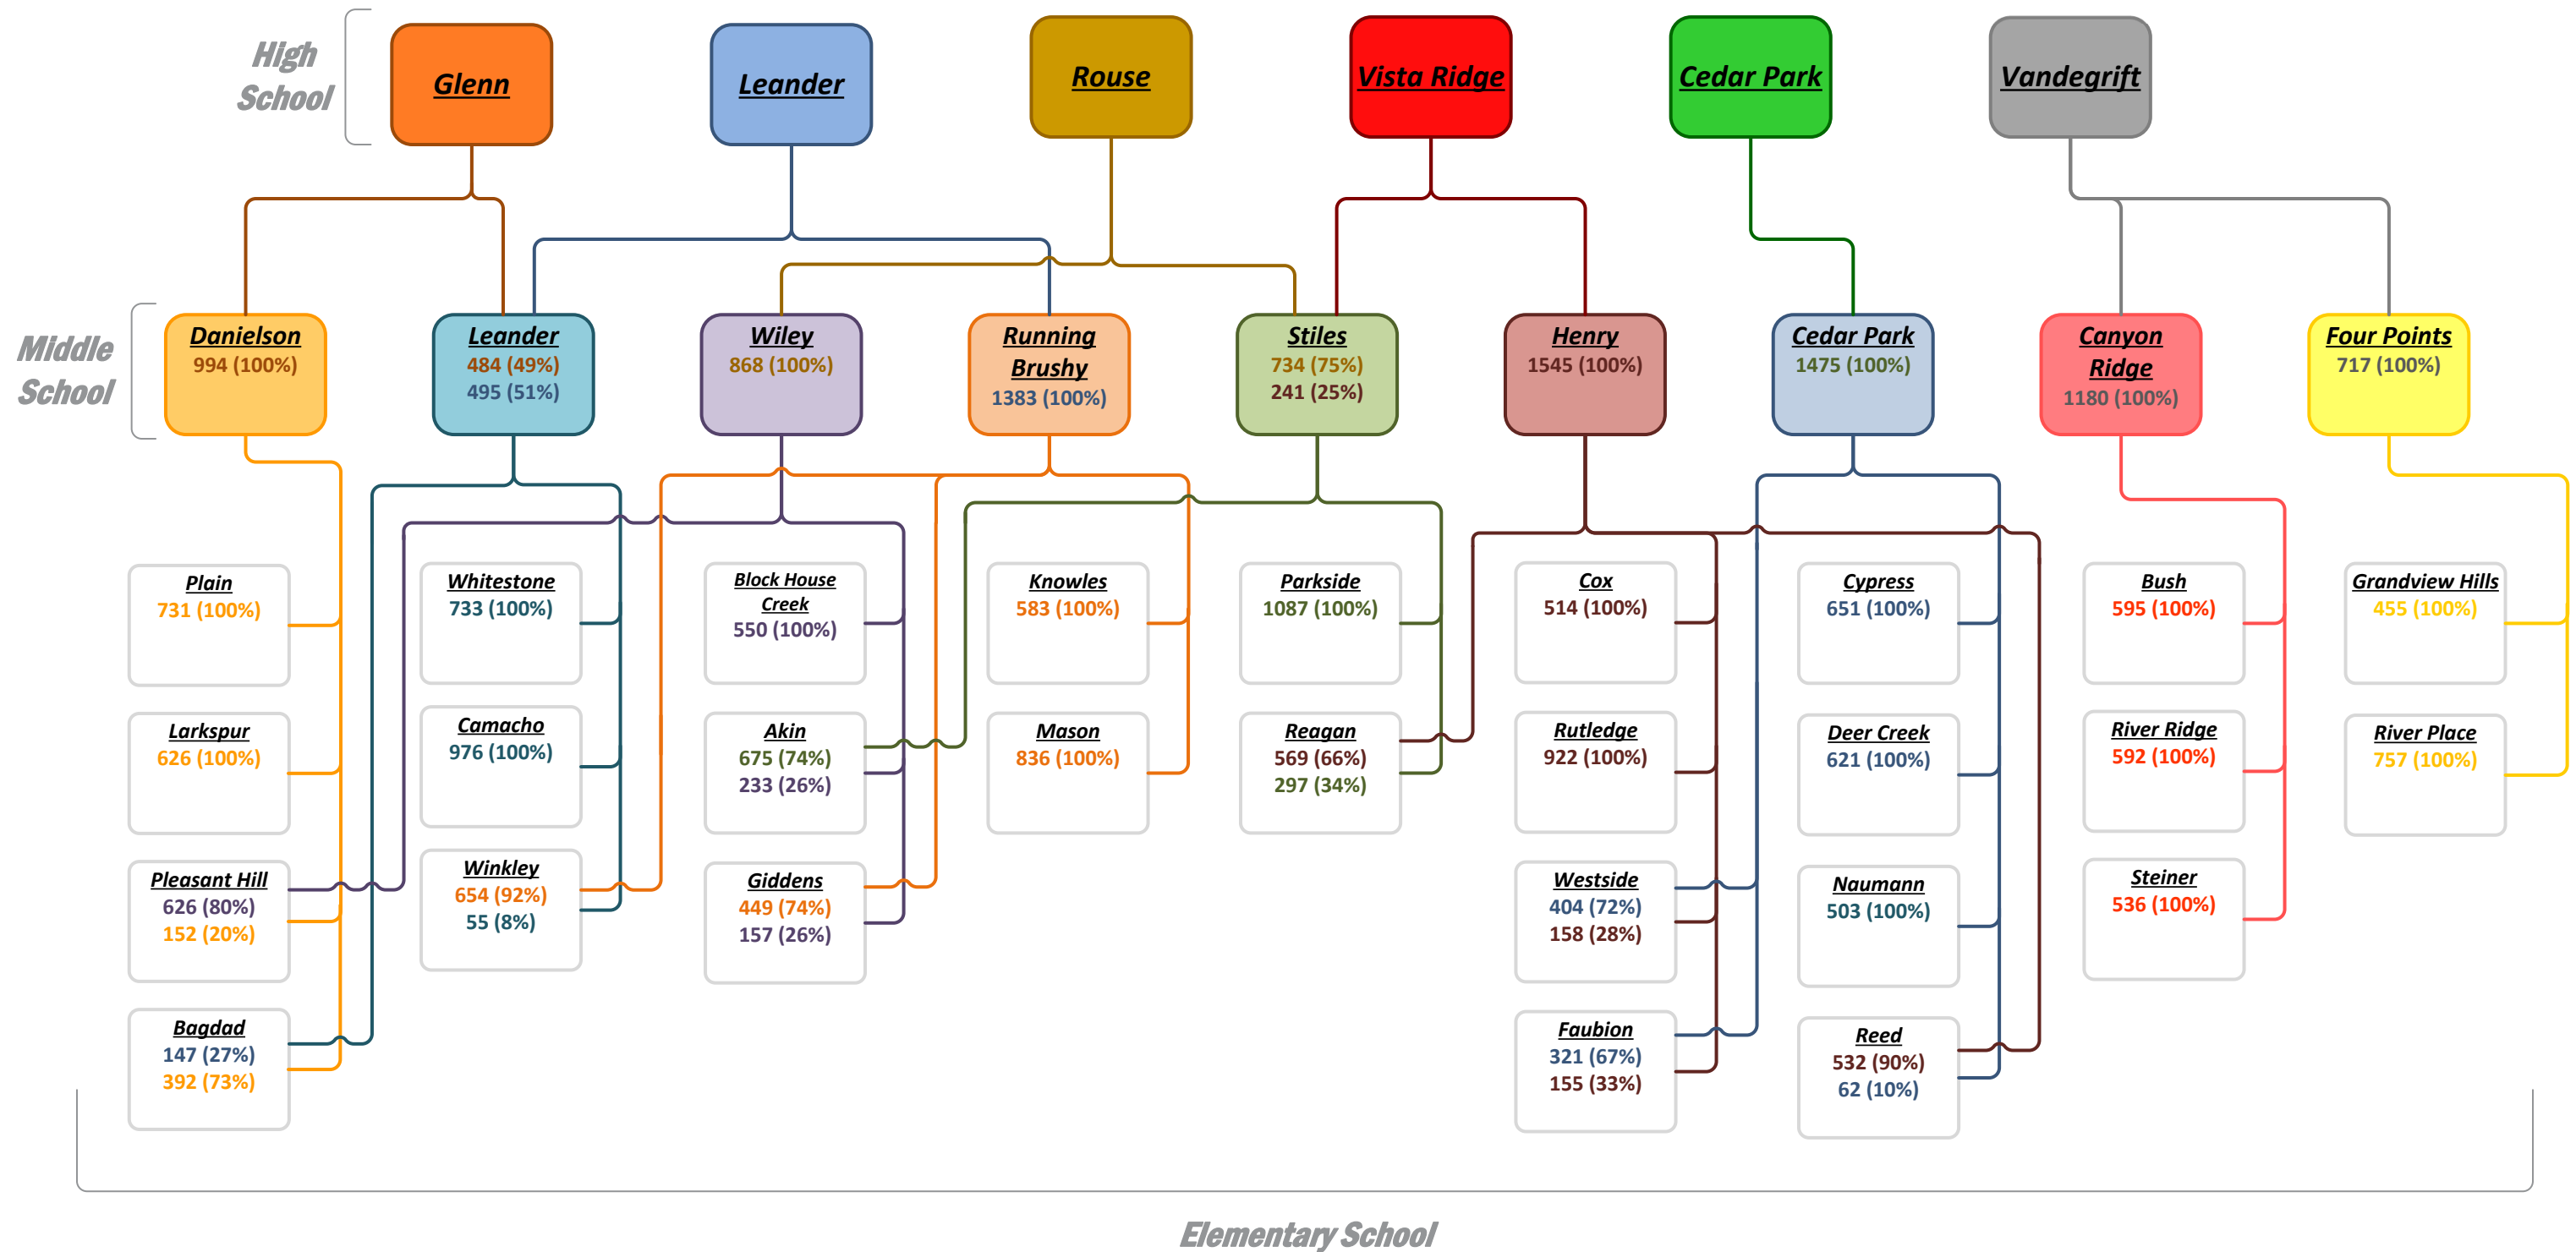 High
School
Glenn
Leander
Rouse
Vista Ridge
Cedar Park
Vandegrift
Middle
School
Danielson
994 (100%)
Leander
484 (49%)
495 (51%)
Wiley
868 (100%)
Running
Brushy
1383 (100%)
Stiles
734 (75%)
241 (25%)
Henry
1545 (100%)
Cedar Park
1475 (100%)
Canyon
Ridge
1180 (100%)
Four Points
717 (100%)
Plain
731 (100%)
Whitestone
733 (100%)
Block House
Creek
550 (100%)
Knowles
583 (100%)
Parkside
1087 (100%)
Cox
514 (100%)
Cypress
651 (100%)
Bush
595 (100%)
Grandview Hills
455 (100%)
Larkspur
626 (100%)
Camacho
976 (100%)
Akin
675 (74%)
233 (26%)
Mason
836 (100%)
Reagan
569 (66%)
297 (34%)
Rutledge
922 (100%)
Deer Creek
621 (100%)
River Ridge
592 (100%)
River Place
757 (100%)
Pleasant Hill
626 (80%)
152 (20%)
Winkley
654 (92%)
55 (8%)
Giddens
449 (74%)
157 (26%)
Westside
404 (72%)
158 (28%)
Naumann
503 (100%)
Steiner
536 (100%)
Bagdad
147 (27%)
392 (73%)
Faubion
321 (67%)
155 (33%)
Reed
532 (90%)
62 (10%)
Elementary School